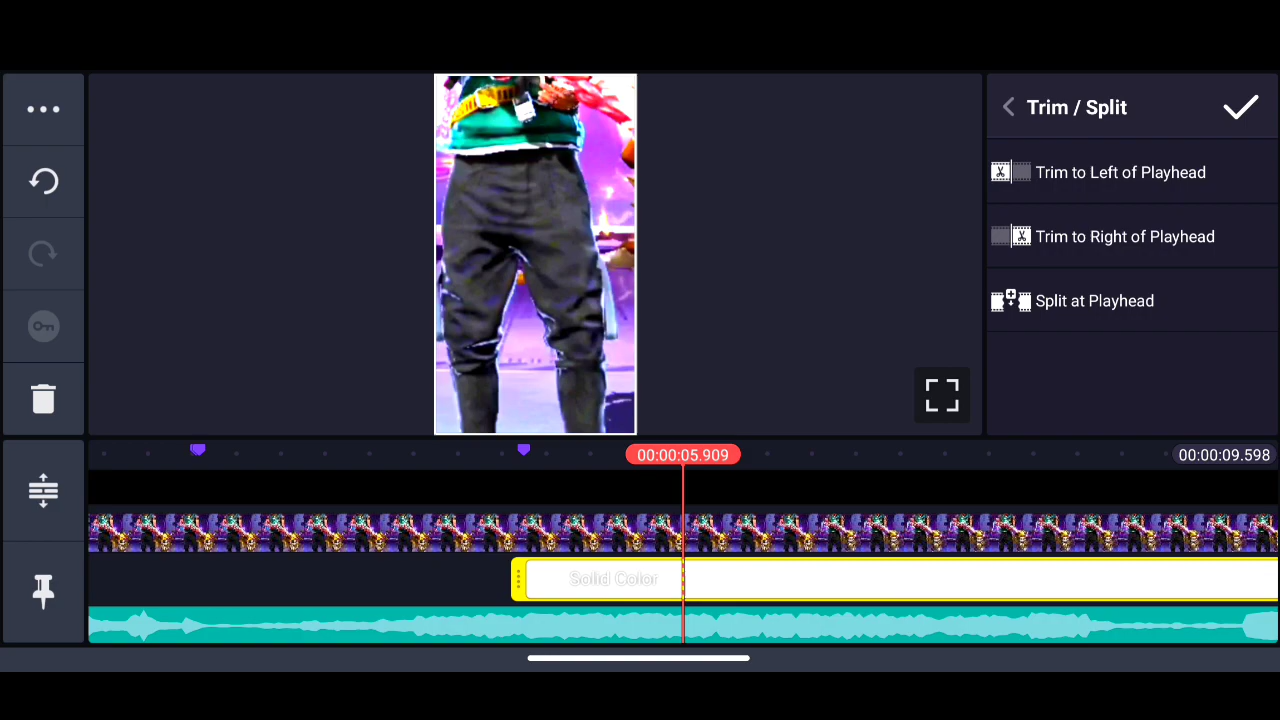 Trim / Split
Trim to Left of Playhead
Trim to Right of Playhead
Split at Playhead
00:00:05.909
00:00:09.598
Solid Color